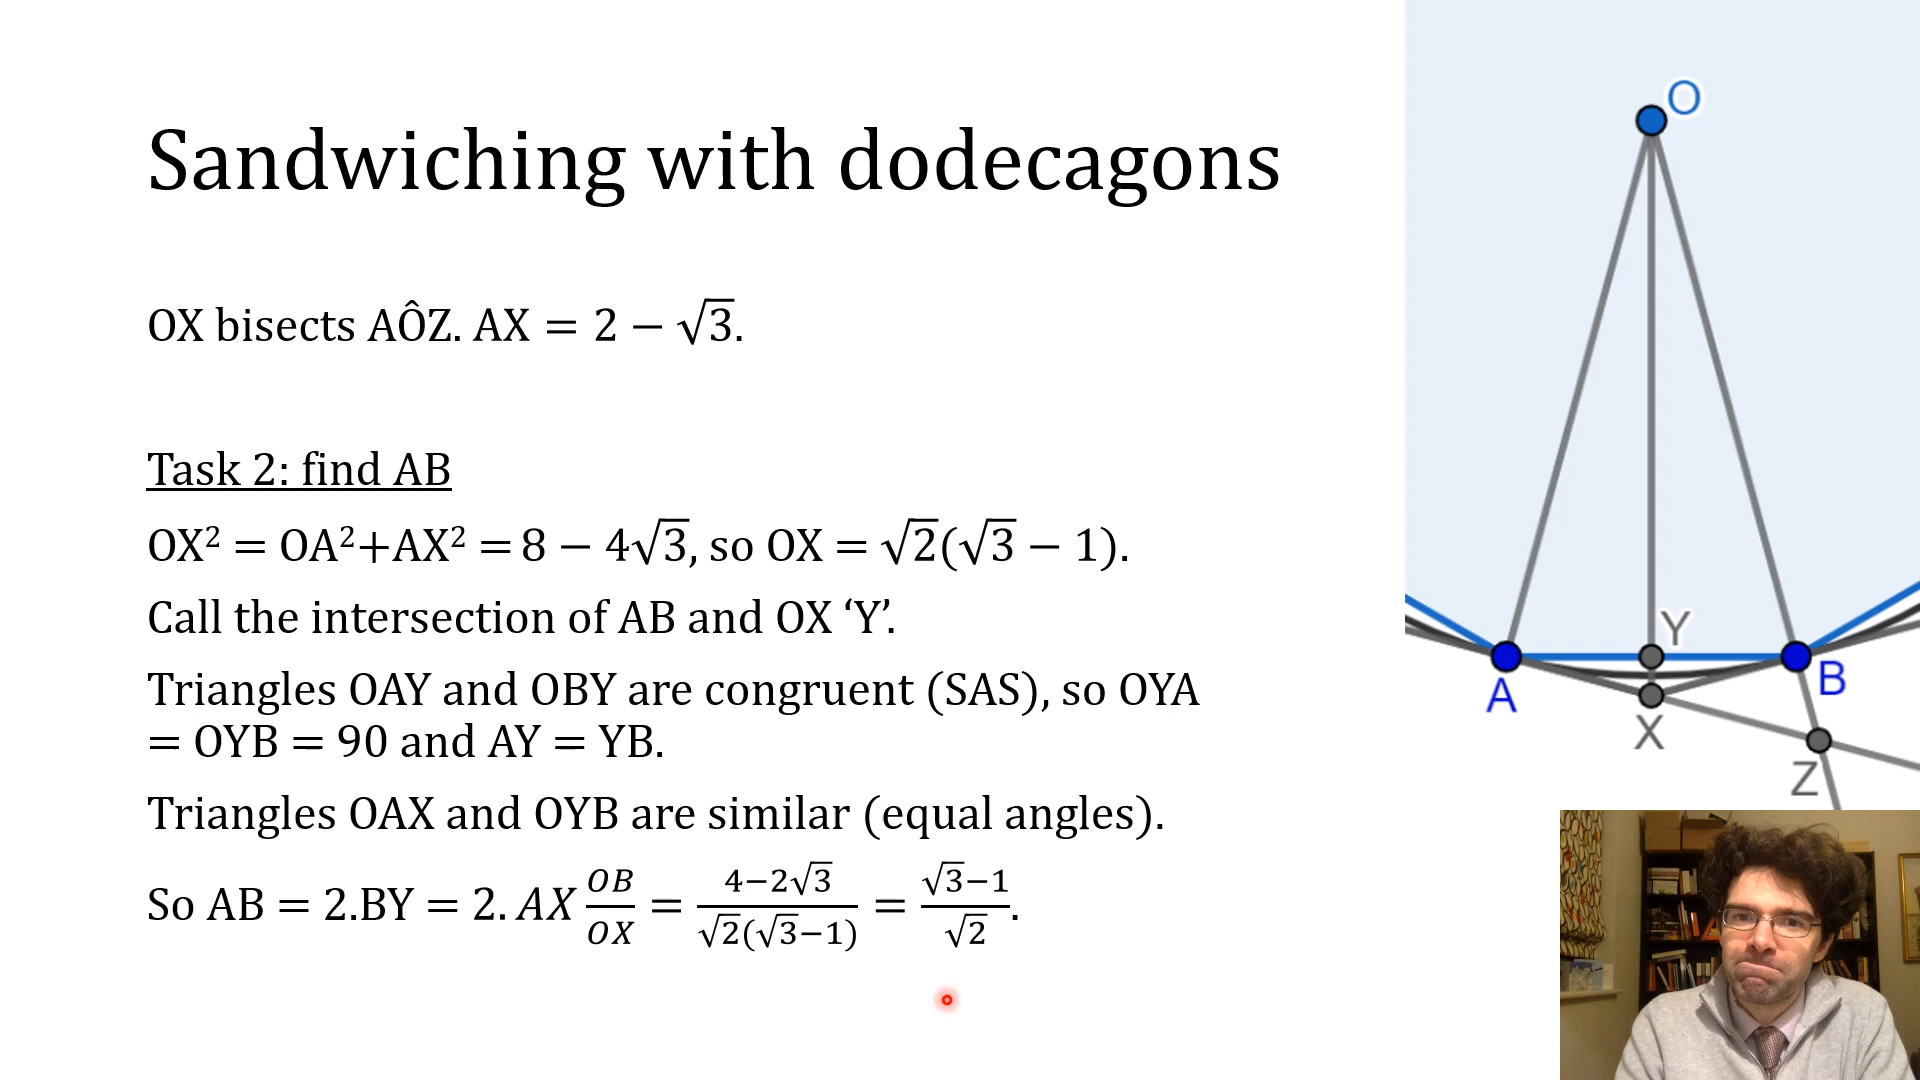 Sandwiching with dodecagons
OX bisects AÔZ. AX = 2 − √3.
Task 2: find AB
OX² = OA²+AX² = 8 − 4√3, so OX = √2(√3 − 1).
Call the intersection of AB and OX ‘Y’.
Triangles OAY and OBY are congruent (SAS), so OYA
= OYB = 90 and AY = YB.
Triangles OAX and OYB are similar (equal angles).
So AB = 2.BY = 2. AX OB/OX = (4−2√3)/(√2(√3−1)) = (√3−1)/√2.
O
Y
A
B
X
Z